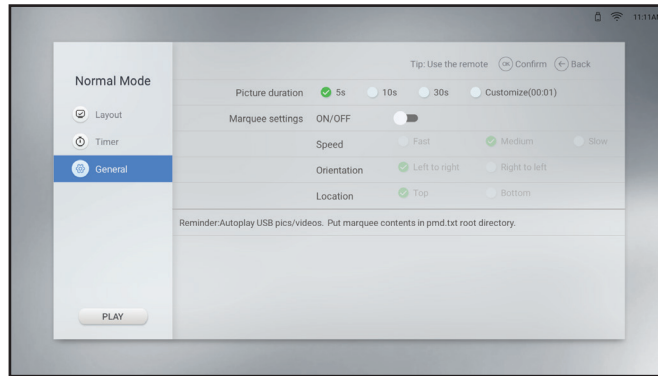 11:11AM
Tip: Use the remote OK Confirm Back
Normal Mode
Layout
Timer
General
PLAY
Picture duration 5s 10s 30s Customize(00:01)
Marquee settings ON/OFF
Speed Fast Medium Slow
Orientation Left to right Right to left
Location Top Bottom
Reminder:Autoplay USB pics/videos. Put marquee contents in pmd.txt root directory.